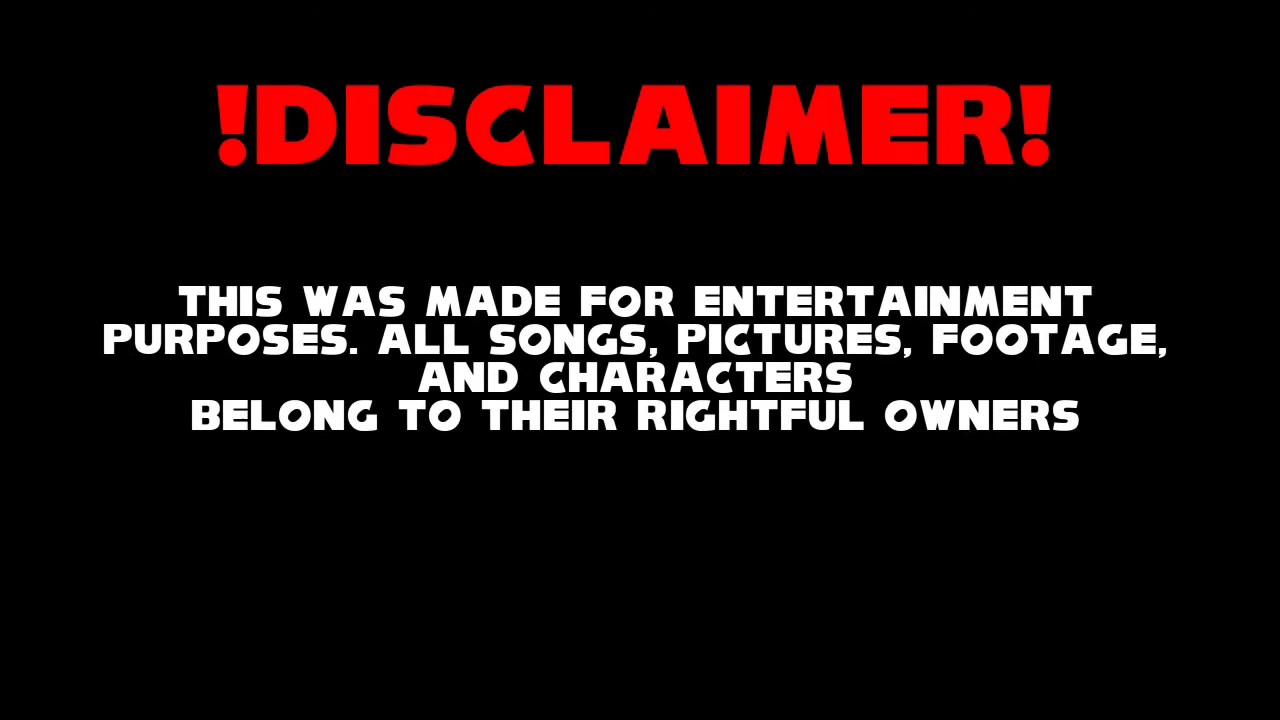 !DISCLAIMER!
THIS WAS MADE FOR ENTERTAINMENT
PURPOSES. ALL SONGS, PICTURES, FOOTAGE,
AND CHARACTERS
BELONG TO THEIR RIGHTFUL OWNERS